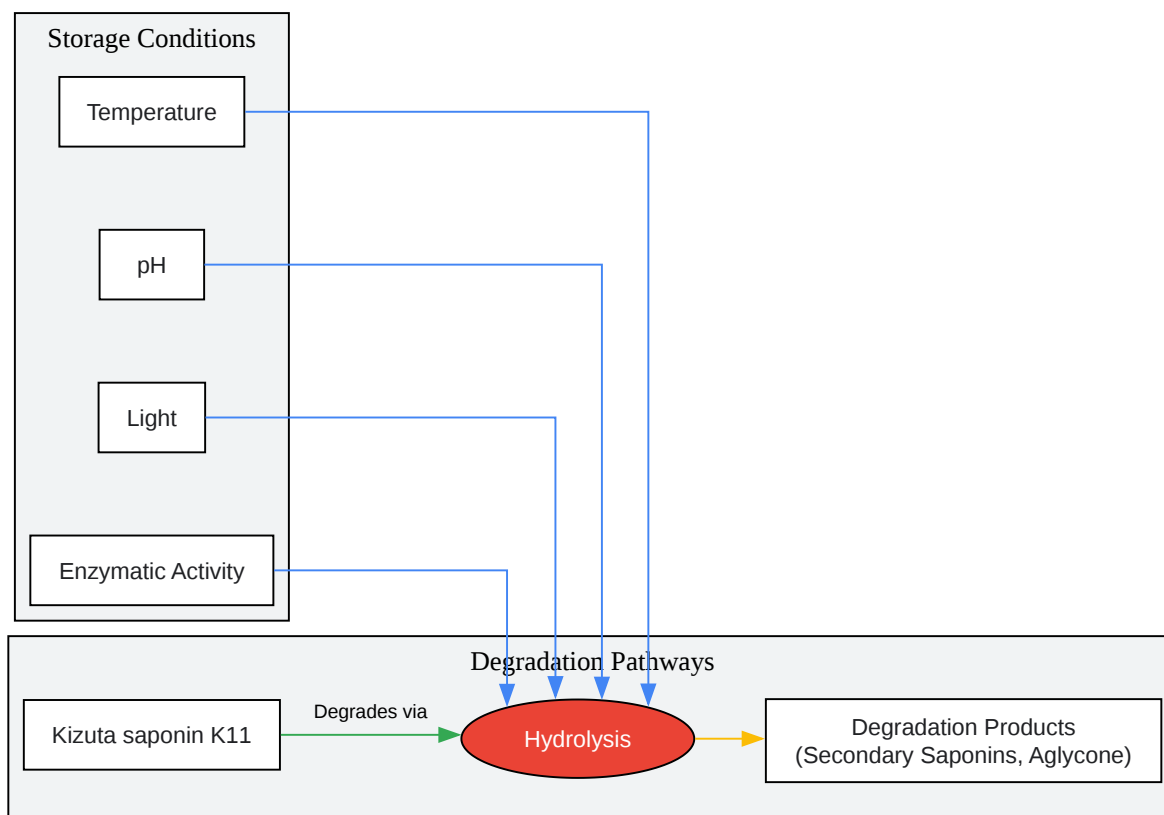 Storage Conditions
Temperature
pH
Light
Enzymatic Activity
Degradation Pathways
Kizuta saponin K11
Degrades via
Hydrolysis
Degradation Products
(Secondary Saponins, Aglycone)